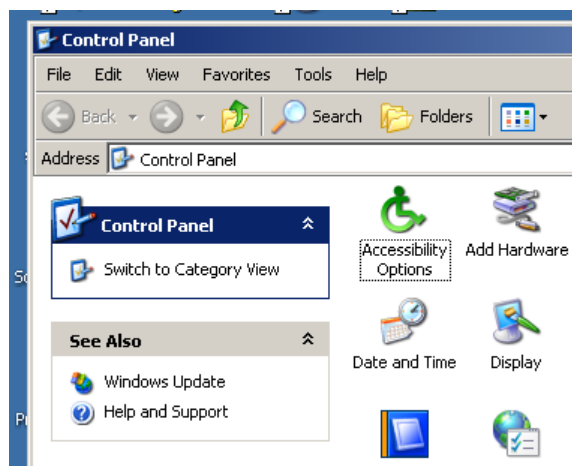 Control Panel
File Edit View Favorites Tools Help
Back Search Folders
Address Control Panel
Control Panel
Switch to Category View
See Also
Windows Update
Help and Support
Accessibility Options
Add Hardware
Date and Time
Display